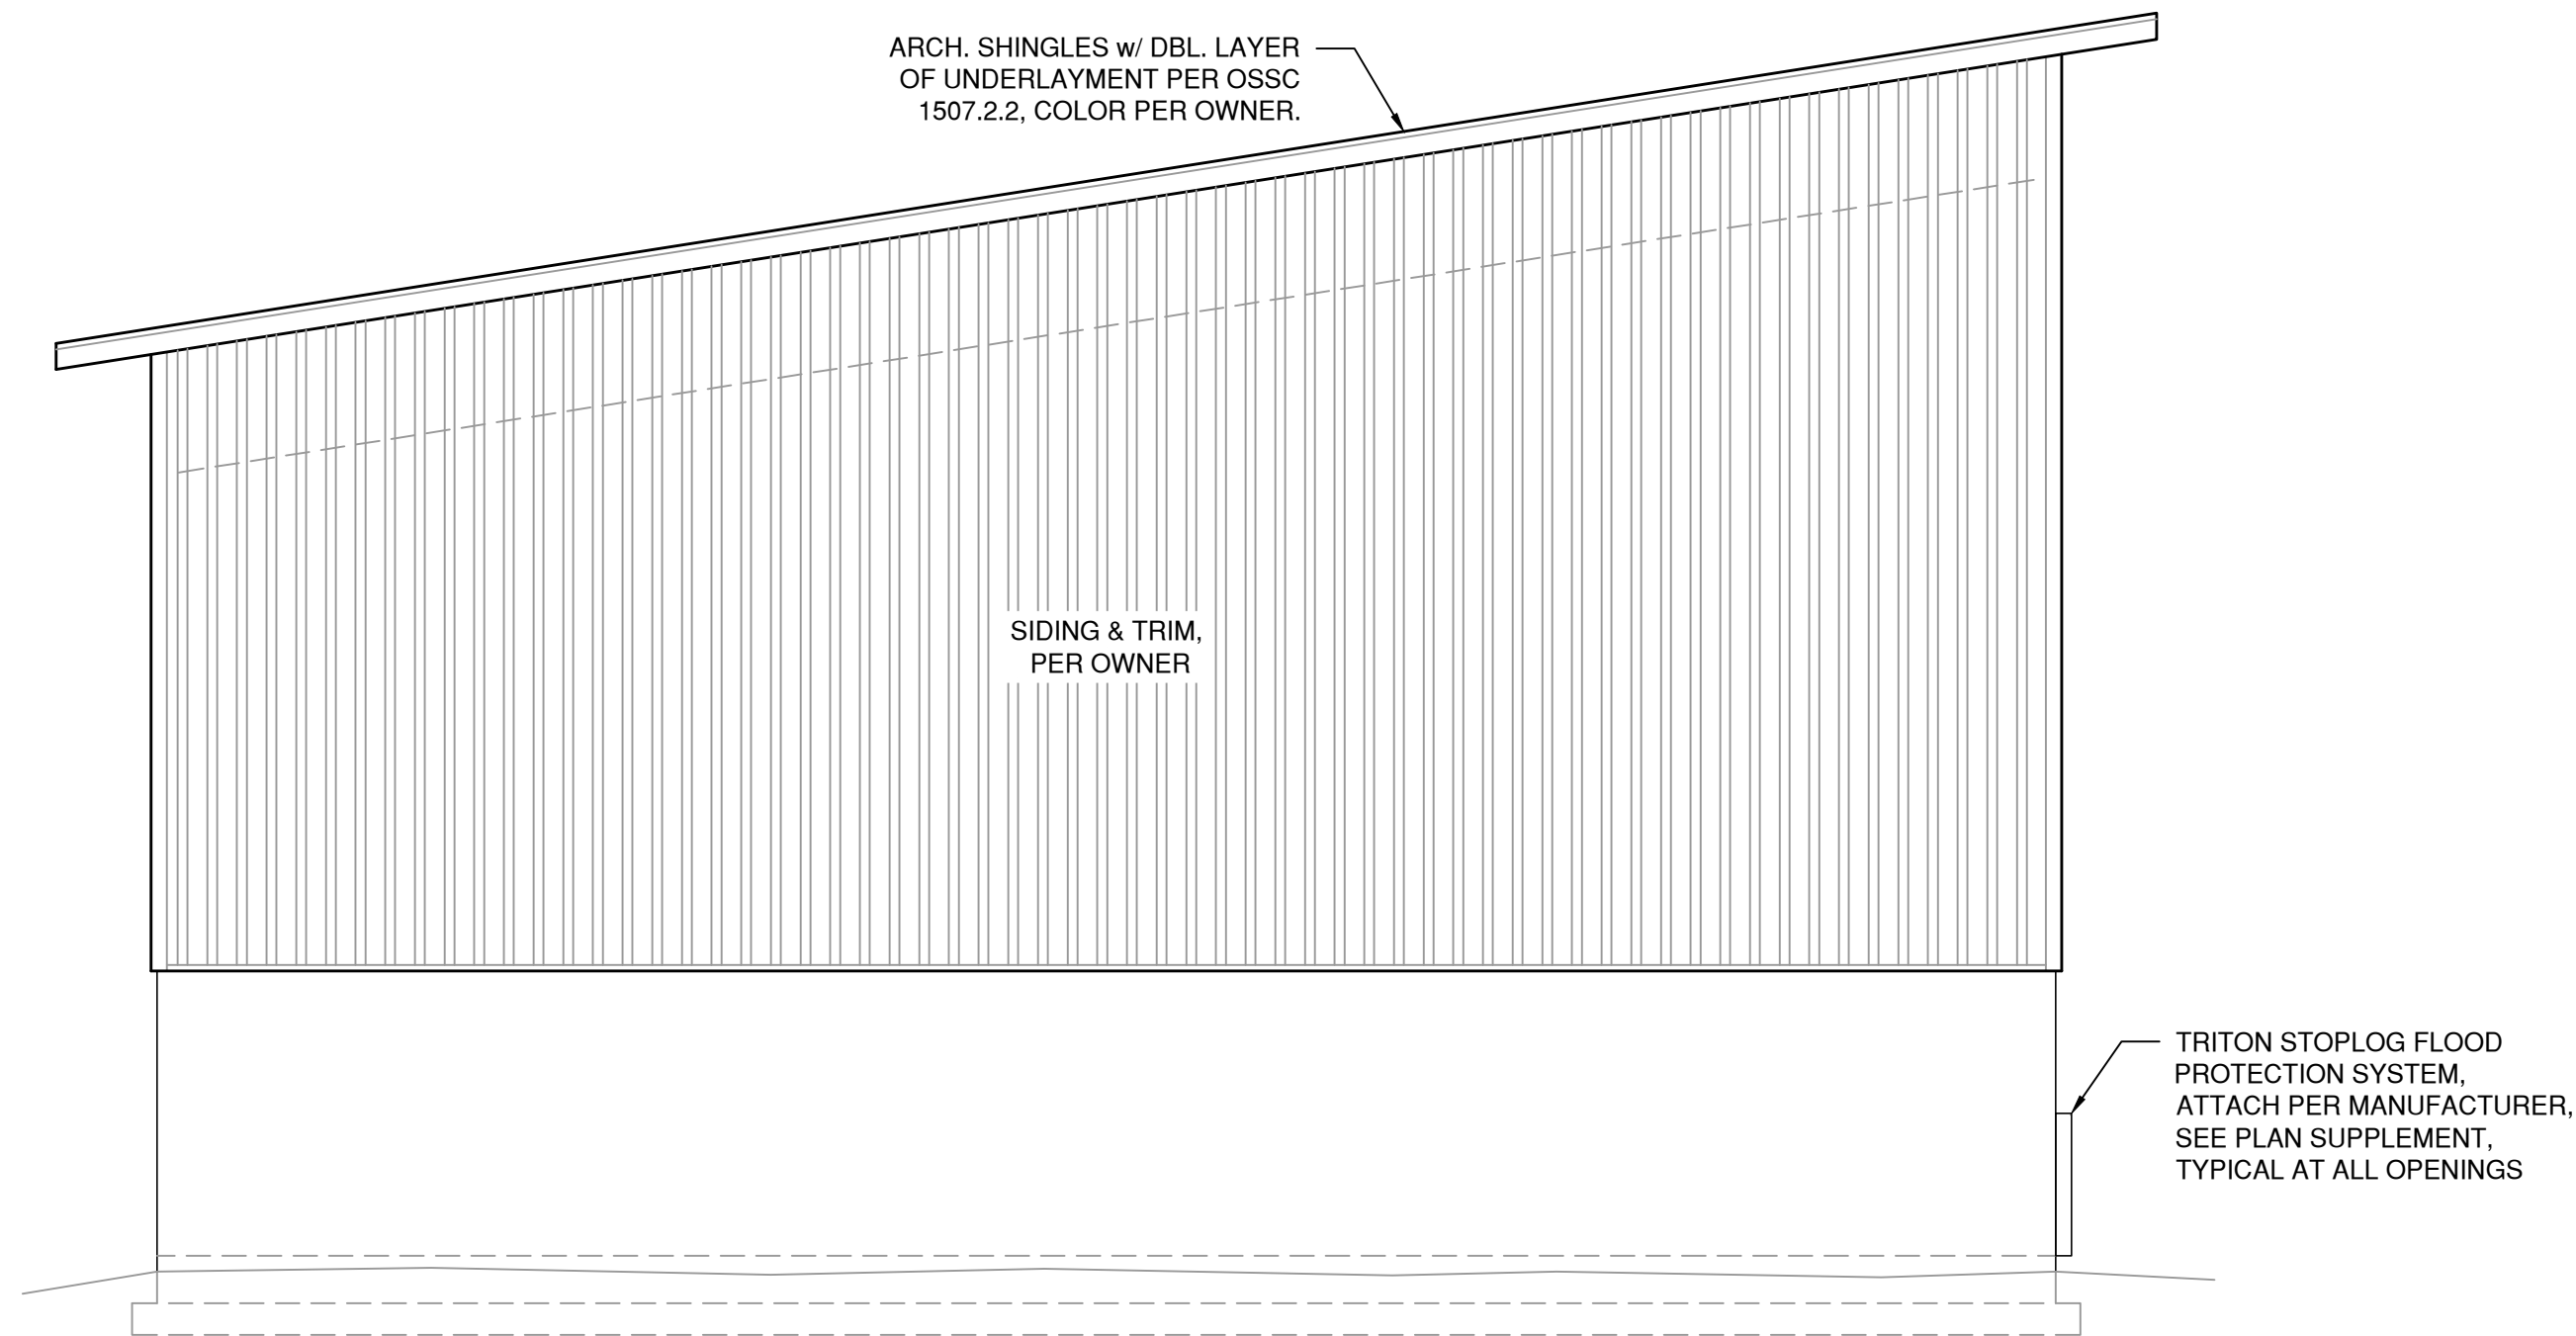 ARCH. SHINGLES w/ DBL. LAYER
OF UNDERLAYMENT PER OSSC
1507.2.2, COLOR PER OWNER.
SIDING & TRIM,
PER OWNER
TRITON STOPLOG FLOOD
PROTECTION SYSTEM,
ATTACH PER MANUFACTURER,
SEE PLAN SUPPLEMENT,
TYPICAL AT ALL OPENINGS